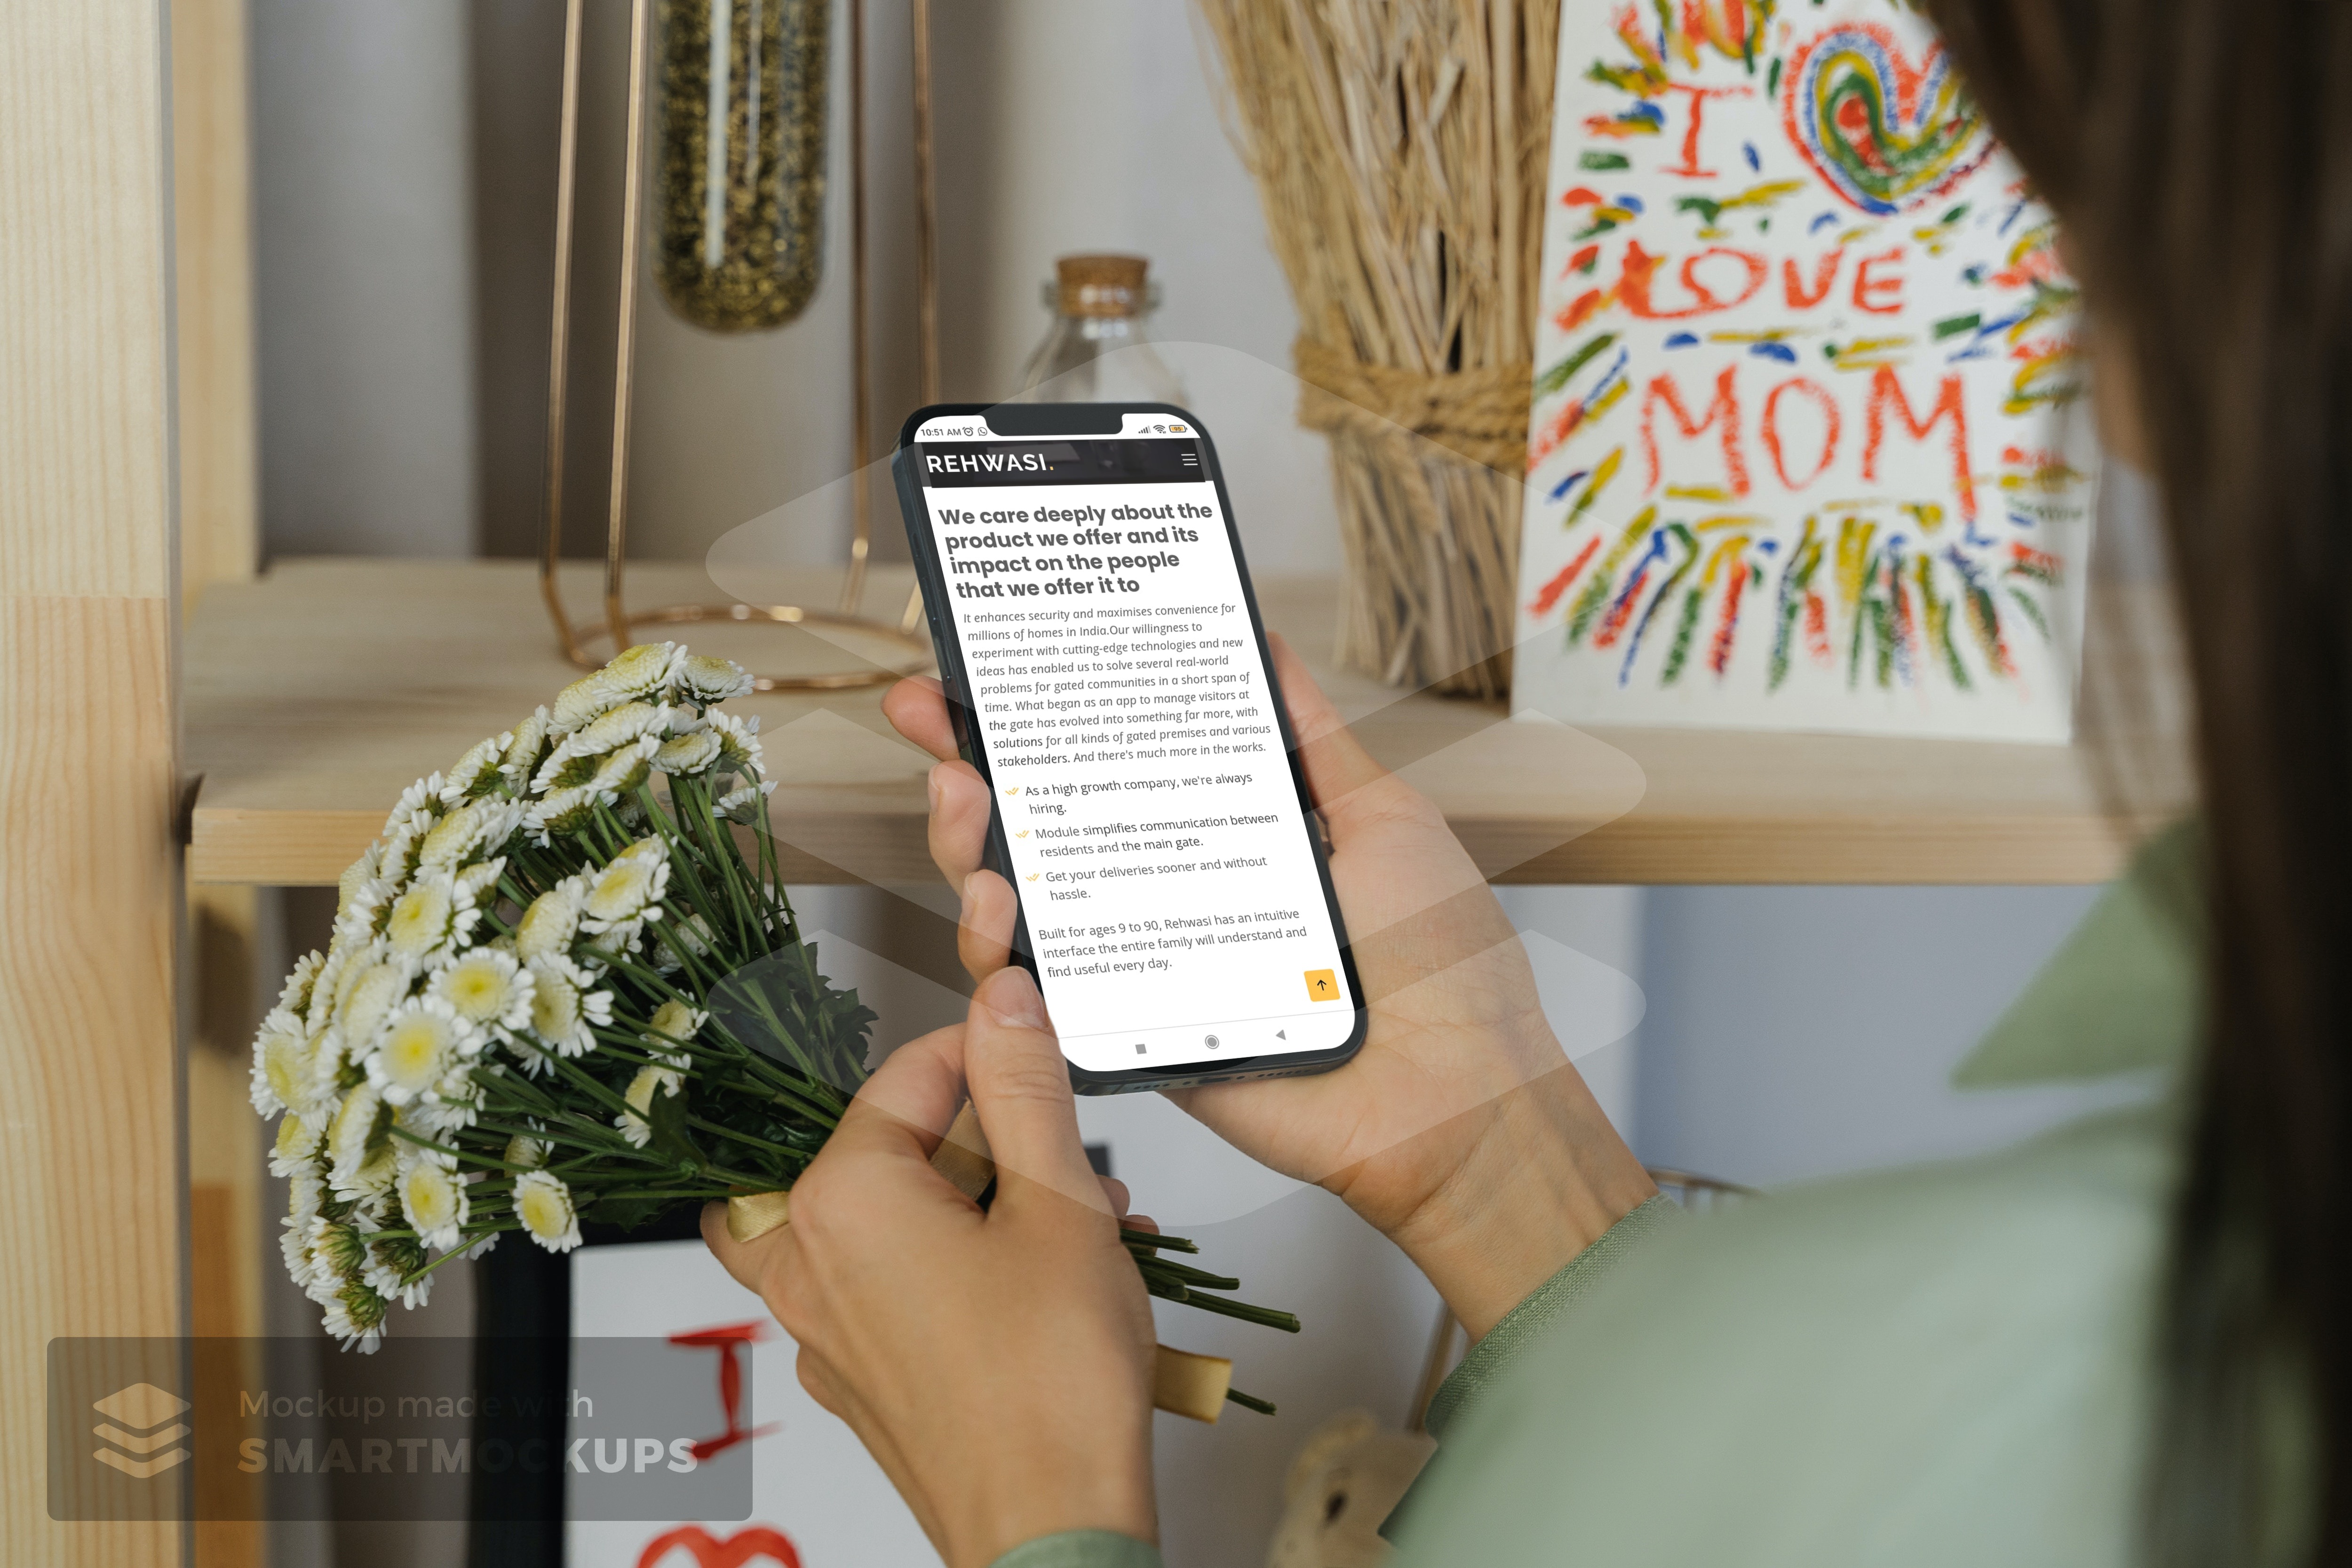 I
LOVE
MOM
10:51 AM
REHWASI.
We care deeply about the
product we offer and its
impact on the people
that we offer it to
It enhances security and maximises convenience for
millions of homes in India.Our willingness to
experiment with cutting-edge technologies and new
ideas has enabled us to solve several real-world
problems for gated communities in a short span of
time. What began as an app to manage visitors at
the gate has evolved into something far more, with
solutions for all kinds of gated premises and various
stakeholders. And there's much more in the works.
As a high growth company, we're always
hiring.
Module simplifies communication between
residents and the main gate.
Get your deliveries sooner and without
hassle.
Built for ages 9 to 90, Rehwasi has an intuitive
interface the entire family will understand and
find useful every day.
I
Mockup made with
SMARTMOCKUPS